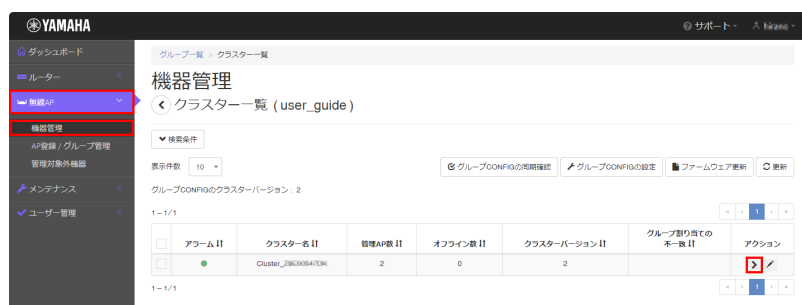 YAMAHA
サポート
ダッシュボード
グループ一覧 > クラスター一覧
ルーター
機器管理
無線AP
クラスター一覧 ( user_guide )
機器管理
検索条件
AP登録 / グループ管理
管理対象外機器
表示件数 10
グループCONFIGの同期確認
グループCONFIGの設定
ファームウェア更新
更新
メンテナンス
グループCONFIGのクラスターバージョン : 2
ユーザー管理
1 – 1/1
« ‹ 1 › »
アラーム クラスター名 管理AP数 オフライン数 クラスターバージョン グループ割り当ての不一致 アクション
Cluster_ 2 0 2
1 – 1/1
« ‹ 1 › »